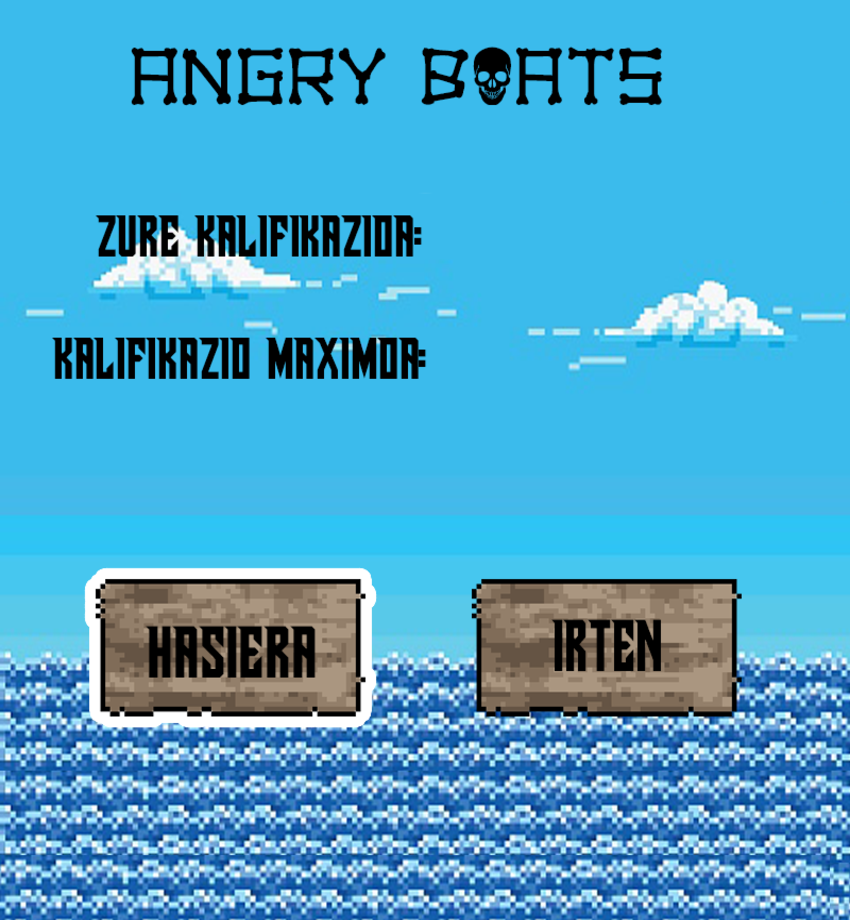 ANGRY BOATS
ZURE KALIFIKAZIOA:
KALIFIKAZIO MAXIMOA:
HASIERA
IRTEN